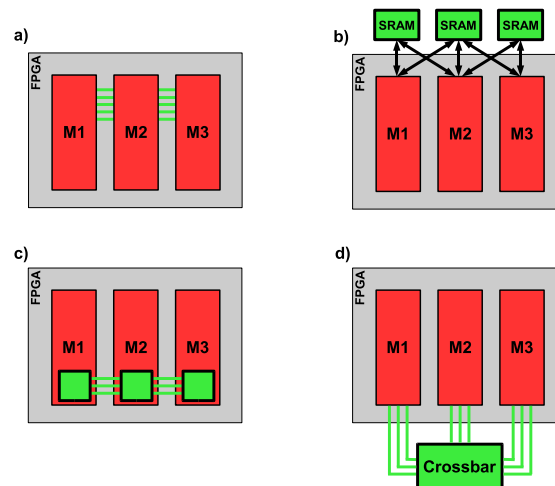 a)
FPGA
M1 M2 M3
b)
SRAM SRAM SRAM
FPGA
M1 M2 M3
c)
FPGA
M1 M2 M3
d)
FPGA
M1 M2 M3
Crossbar